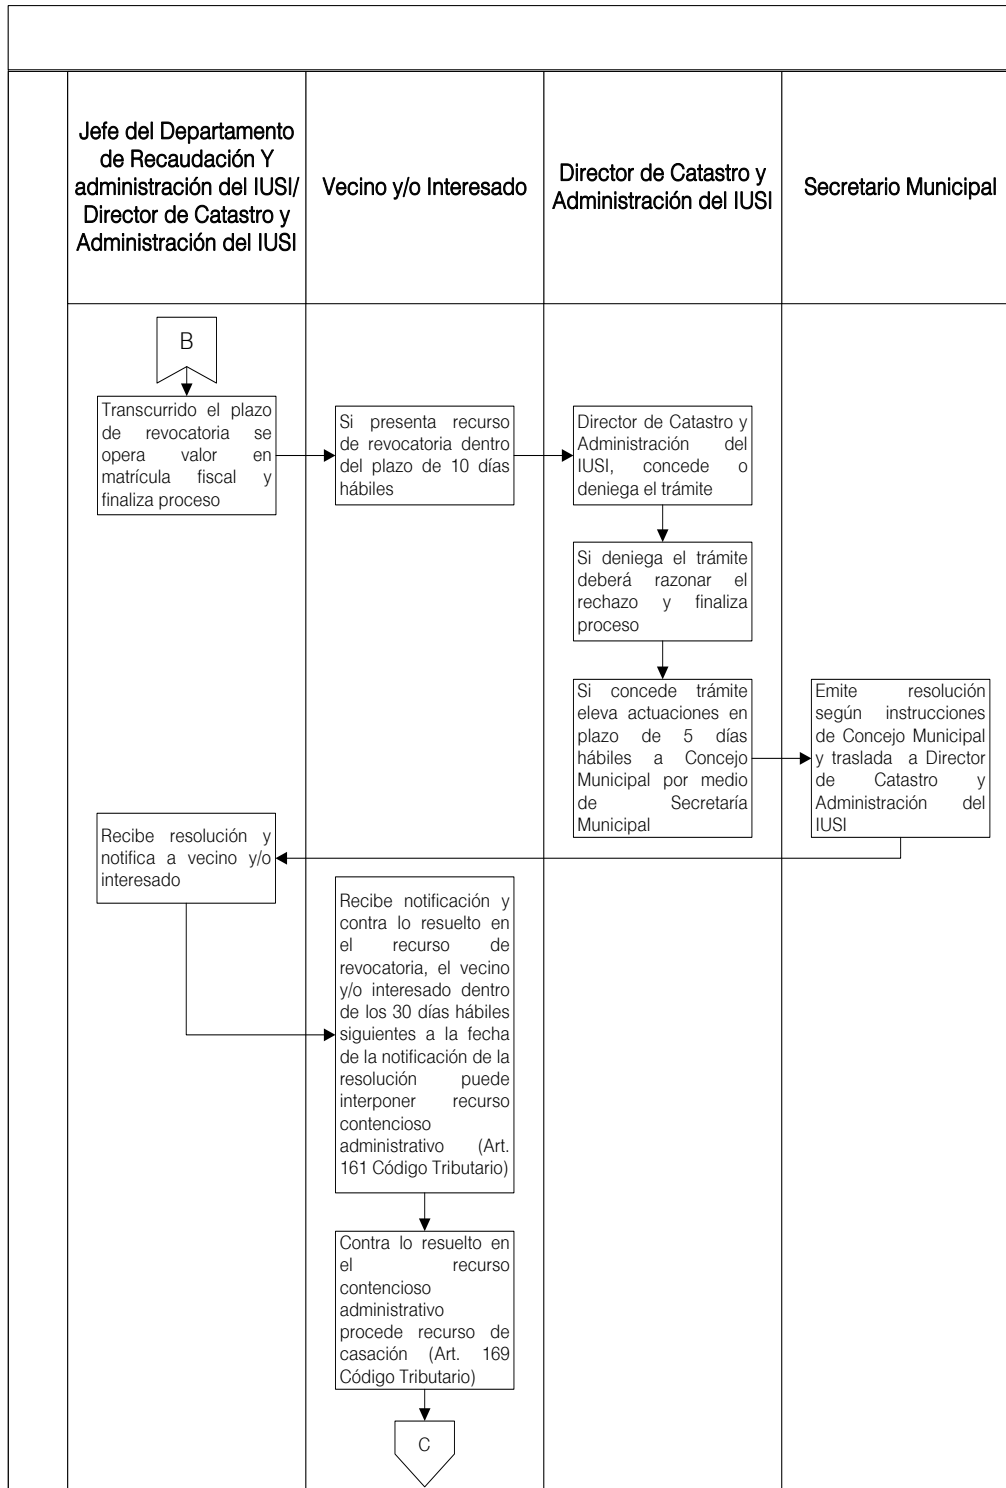 Jefe del Departamento
de Recaudación Y
administración del IUSI/
Director de Catastro y
Administración del IUSI
Vecino y/o Interesado
Director de Catastro y
Administración del IUSI
Secretario Municipal
B
Transcurrido el plazo
de revocatoria se
opera valor en
matrícula fiscal y
finaliza proceso
Si presenta recurso
de revocatoria dentro
del plazo de 10 días
hábiles
Director de Catastro y
Administración del
IUSI, concede o
deniega el trámite
Si deniega el trámite
deberá razonar el
rechazo y finaliza
proceso
Si concede trámite
eleva actuaciones en
plazo de 5 días
hábiles a Concejo
Municipal por medio
de Secretaría
Municipal
Emite resolución
según instrucciones
de Concejo Municipal
y traslada a Director
de Catastro y
Administración del
IUSI
Recibe resolución y
notifica a vecino y/o
interesado
Recibe notificación y
contra lo resuelto en
el recurso de
revocatoria, el vecino
y/o interesado dentro
de los 30 días hábiles
siguientes a la fecha
de la notificación de la
resolución puede
interponer recurso
contencioso
administrativo (Art.
161 Código Tributario)
Contra lo resuelto en
el recurso
contencioso
administrativo
procede recurso de
casación (Art. 169
Código Tributario)
C